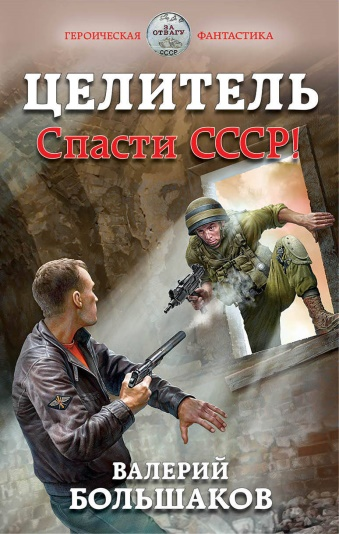 ГЕРОИЧЕСКАЯ ЗА ОТВАГУ СССР ФАНТАСТИКА
ЦЕЛИТЕЛЬ
Спасти СССР!
ВАЛЕРИЙ
БОЛЬШАКОВ